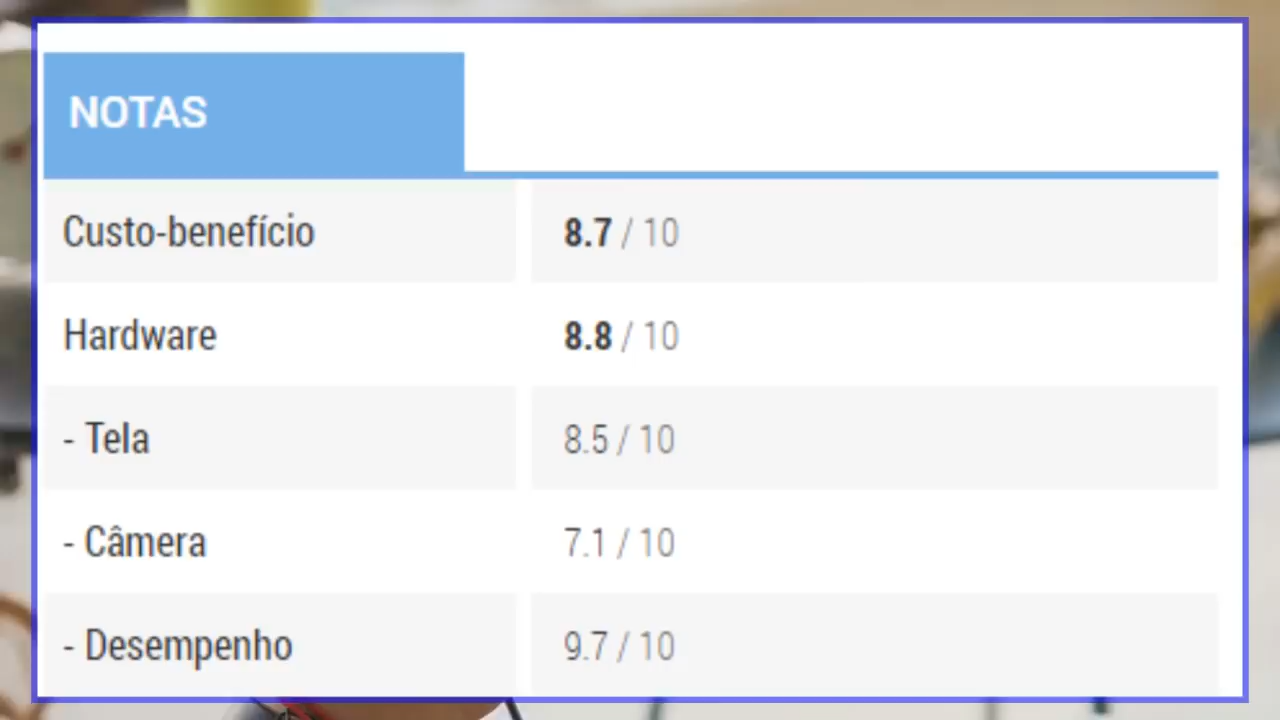 NOTAS
Custo-benefício 8.7 / 10
Hardware 8.8 / 10
- Tela 8.5 / 10
- Câmera 7.1 / 10
- Desempenho 9.7 / 10